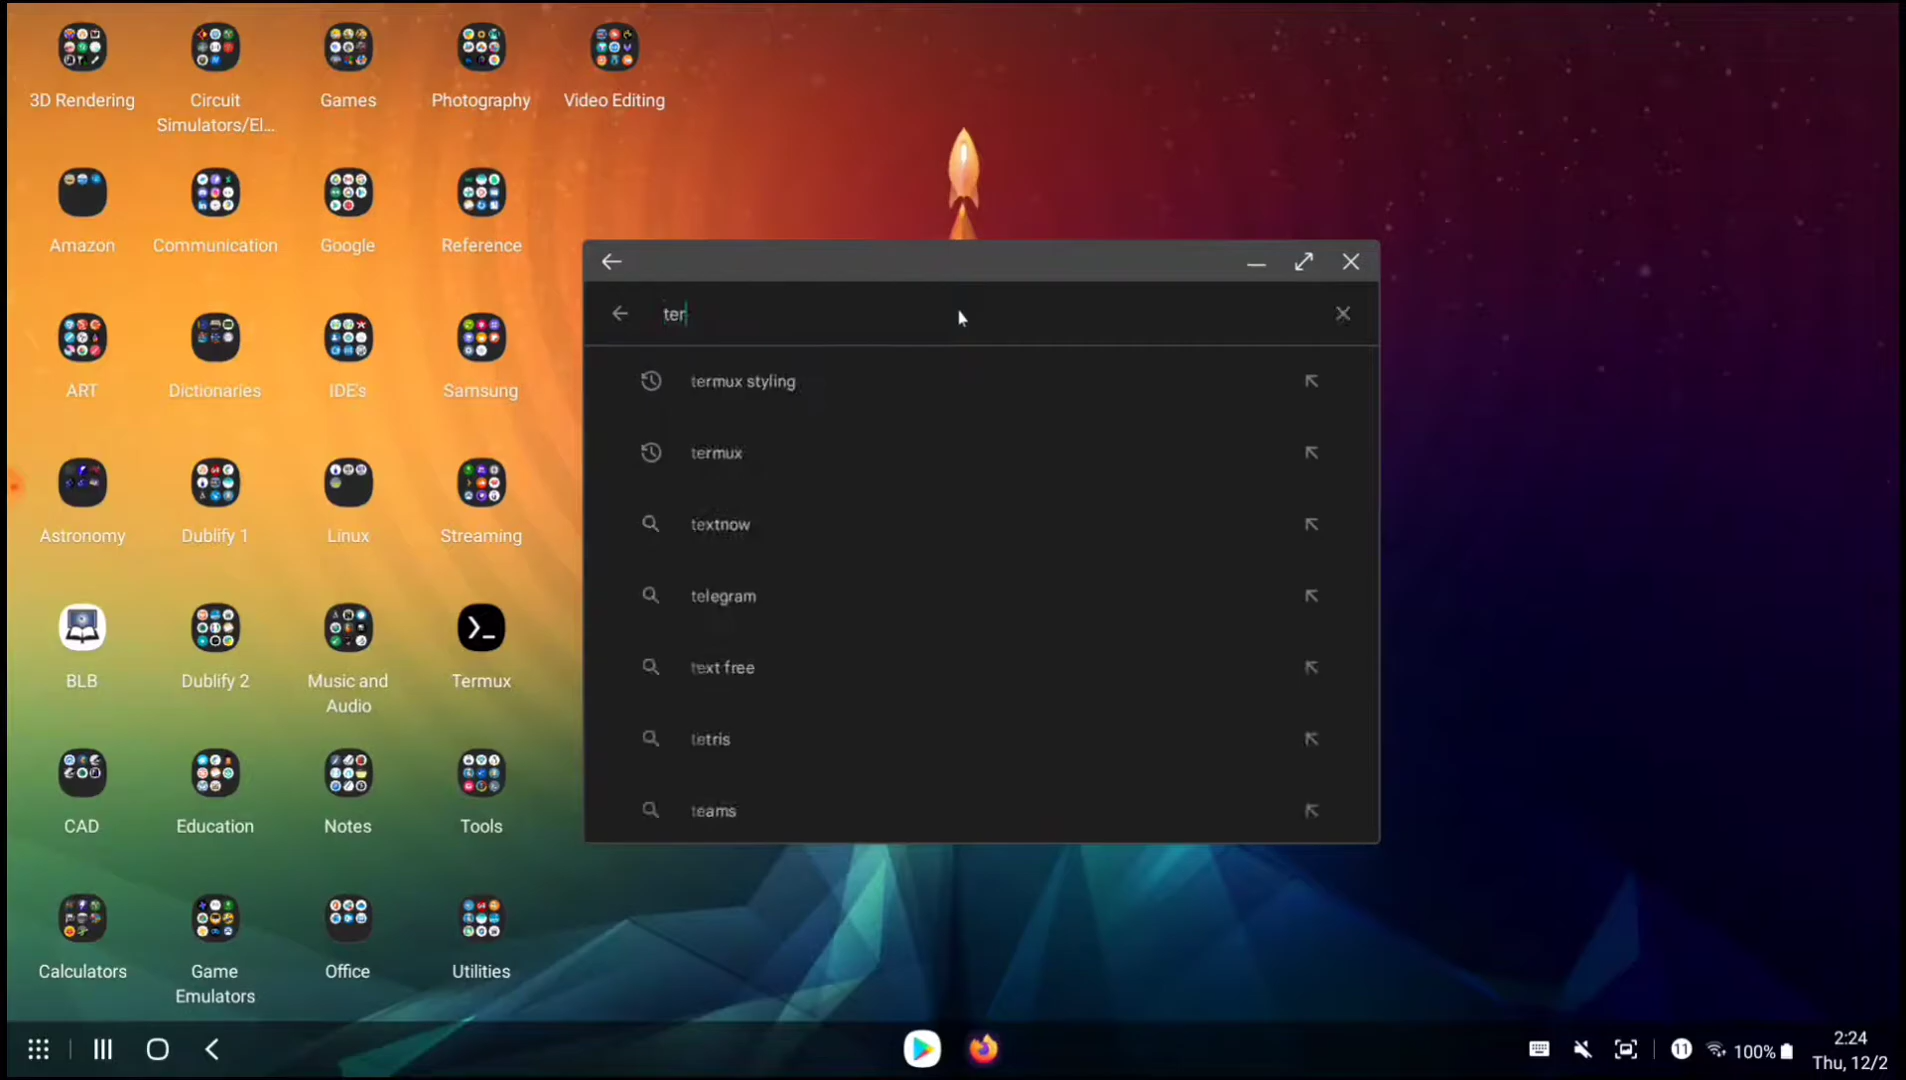 3D Rendering
Circuit
Simulators/El...
Games
Photography
Video Editing
Amazon
Communication
Google
Reference
ART
Dictionaries
IDE's
Samsung
Astronomy
Dublify 1
Linux
Streaming
BLB
Dublify 2
Music and
Audio
Termux
CAD
Education
Notes
Tools
Calculators
Game
Emulators
Office
Utilities
ter
termux styling
termux
textnow
telegram
text free
tetris
teams
11
100%
2:24
Thu, 12/2